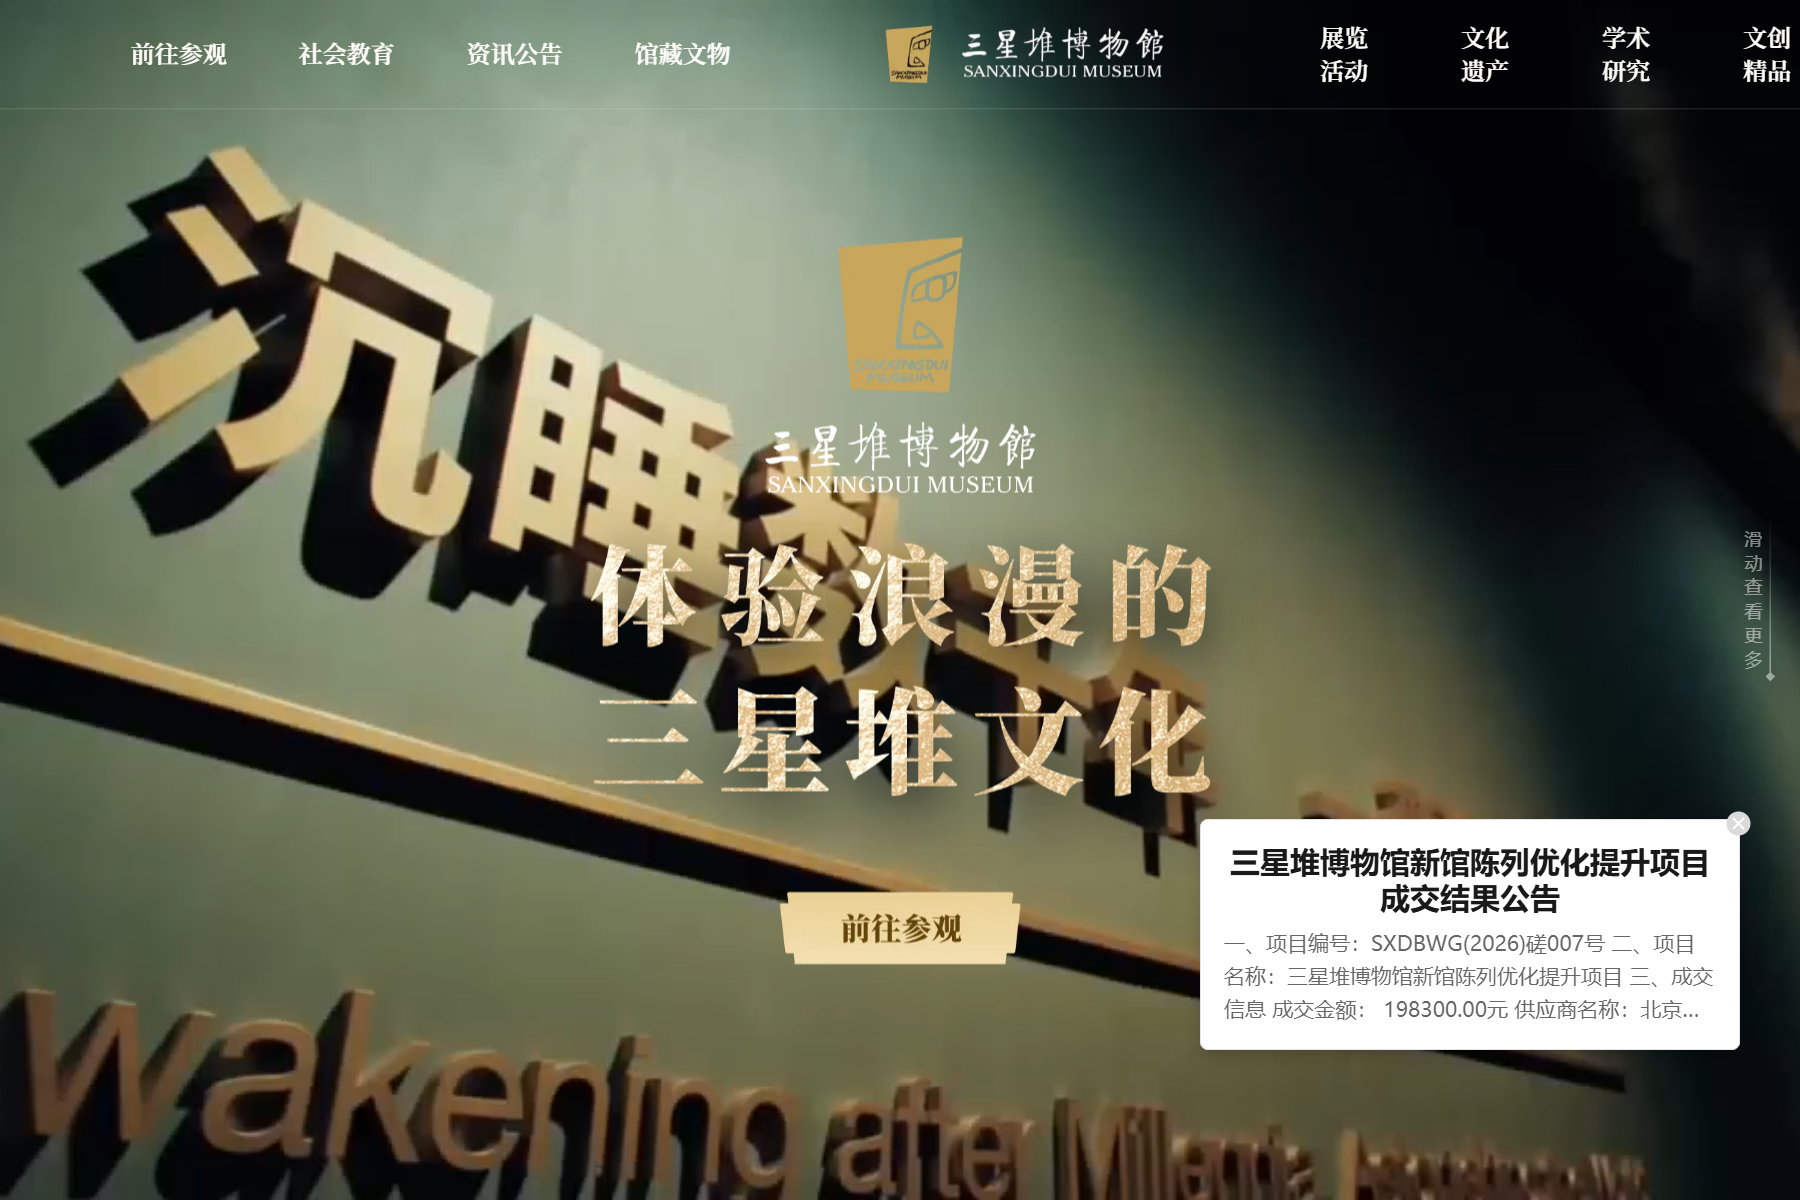 前往参观
社会教育
资讯公告
馆藏文物
三星堆博物館
SANXINGDUI MUSEUM
展览
活动
文化
遗产
学术
研究
文创
精品
沉睡数千
SANXINGDUI
MUSEUM
三星堆博物館
SANXINGDUI MUSEUM
体验浪漫的
三星堆文化
滑动查看更多
前往参观
三星堆博物馆新馆陈列优化提升项目
成交结果公告
一、项目编号：SXDBWG(2026)磋007号 二、项目
名称：三星堆博物馆新馆陈列优化提升项目 三、成交
信息 成交金额： 198300.00元 供应商名称：北京...
wakening after Millennia